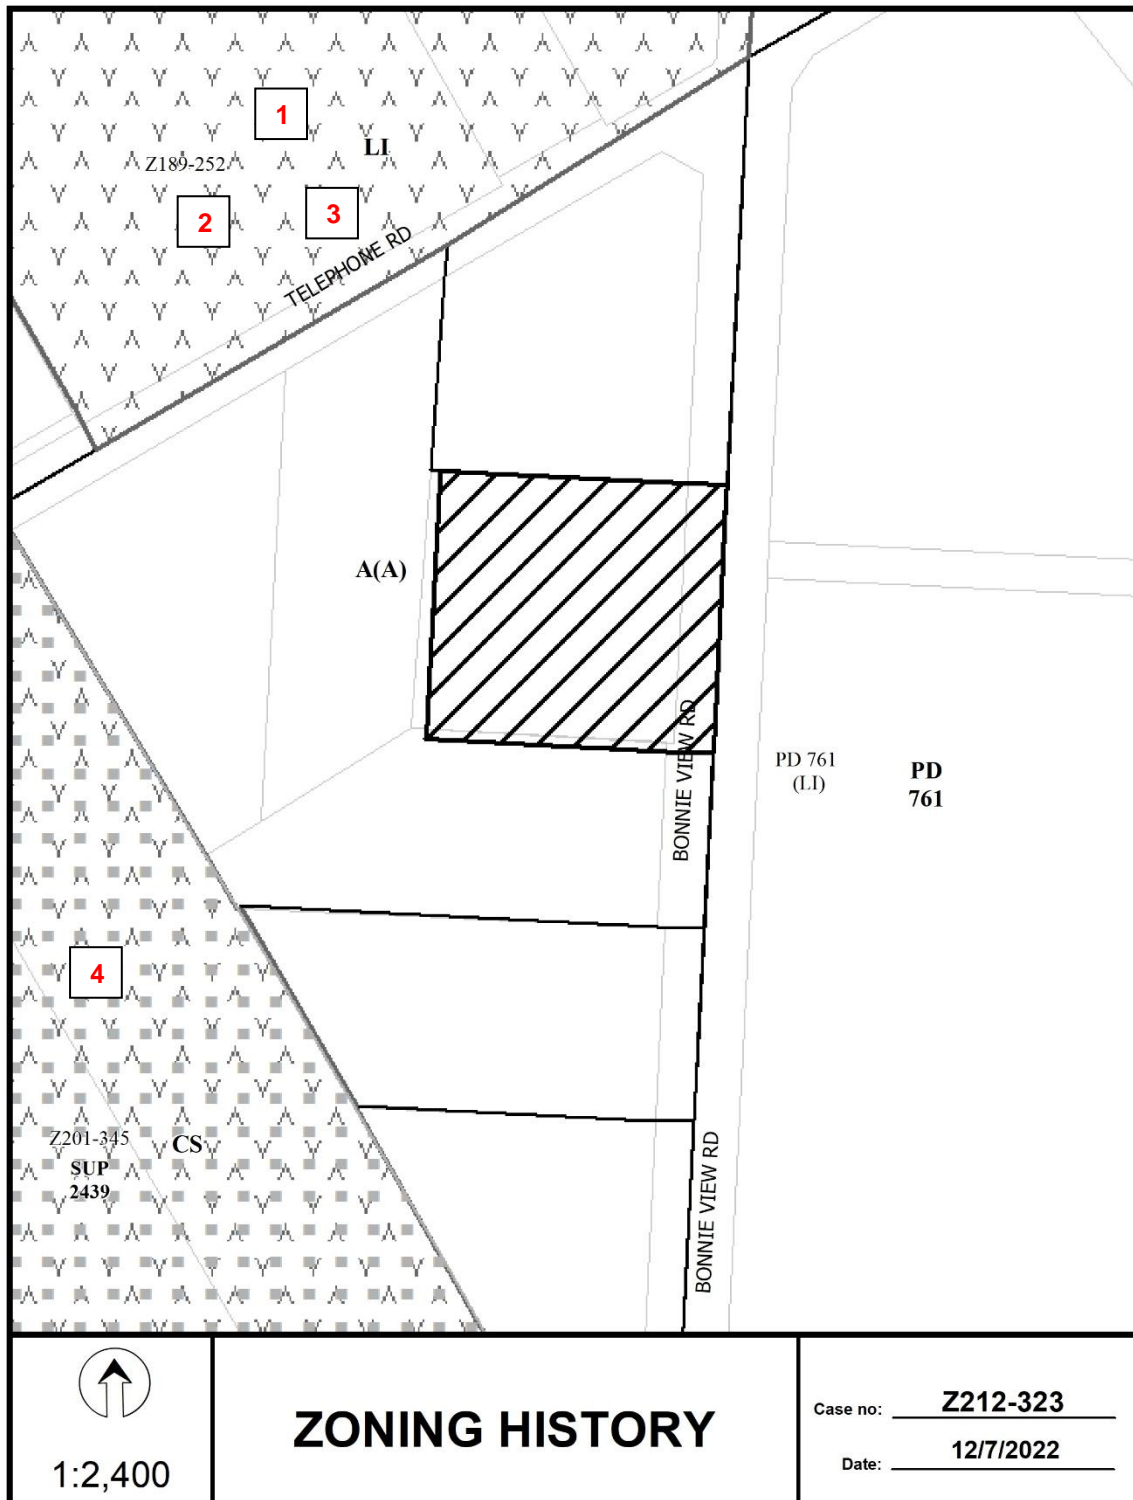 1
LI
Z189-252
2
3
TELEPHONE RD
A(A)
BONNIE VIEW RD
PD 761
(LI)
PD
761
4
Z201-345
CS
SUP
2439
BONNIE VIEW RD
1:2,400
ZONING HISTORY
Case no: Z212-323
Date: 12/7/2022